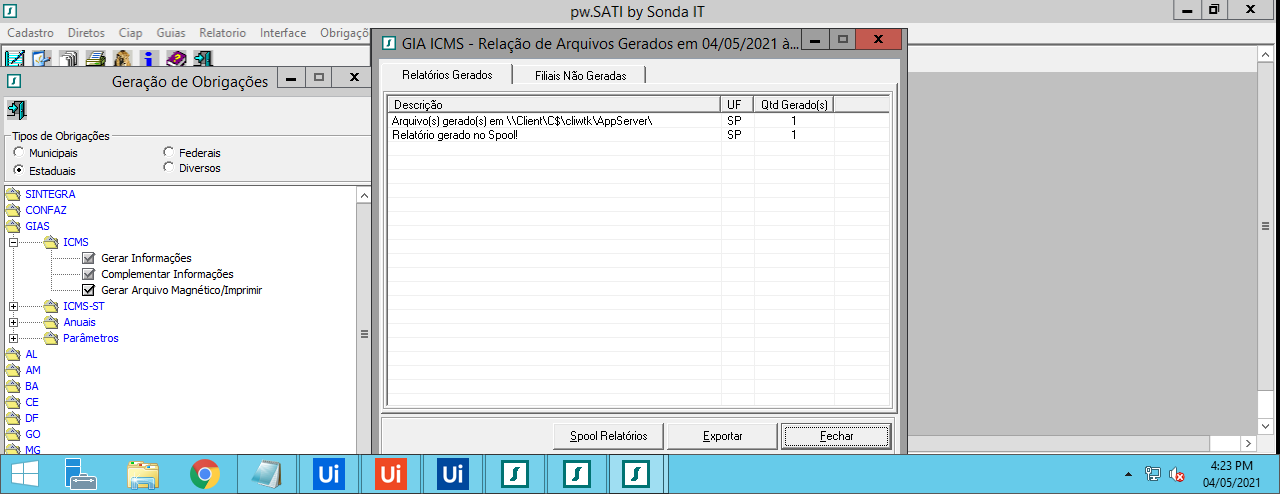 pw.SATI by Sonda IT
Cadastro Diretos Ciap Guias Relatorio Interface Obrigaçõ
GIA ICMS - Relação de Arquivos Gerados em 04/05/2021 à...
Geração de Obrigações
Relatórios Gerados Filiais Não Geradas
Descrição UF Qtd Gerado(s)
Arquivo(s) gerado(s) em \\Client\C$\cliwtk\AppServer\ SP 1
Relatório gerado no Spool! SP 1
Tipos de Obrigações
Municipais Federais
Estaduais Diversos
SINTEGRA
CONFAZ
GIAS
ICMS
Gerar Informações
Complementar Informações
Gerar Arquivo Magnético/Imprimir
ICMS-ST
Anuais
Parâmetros
AL
AM
BA
CE
DF
GO
MG
Spool Relatórios Exportar Fechar
Ui Ui Ui
4:23 PM
04/05/2021